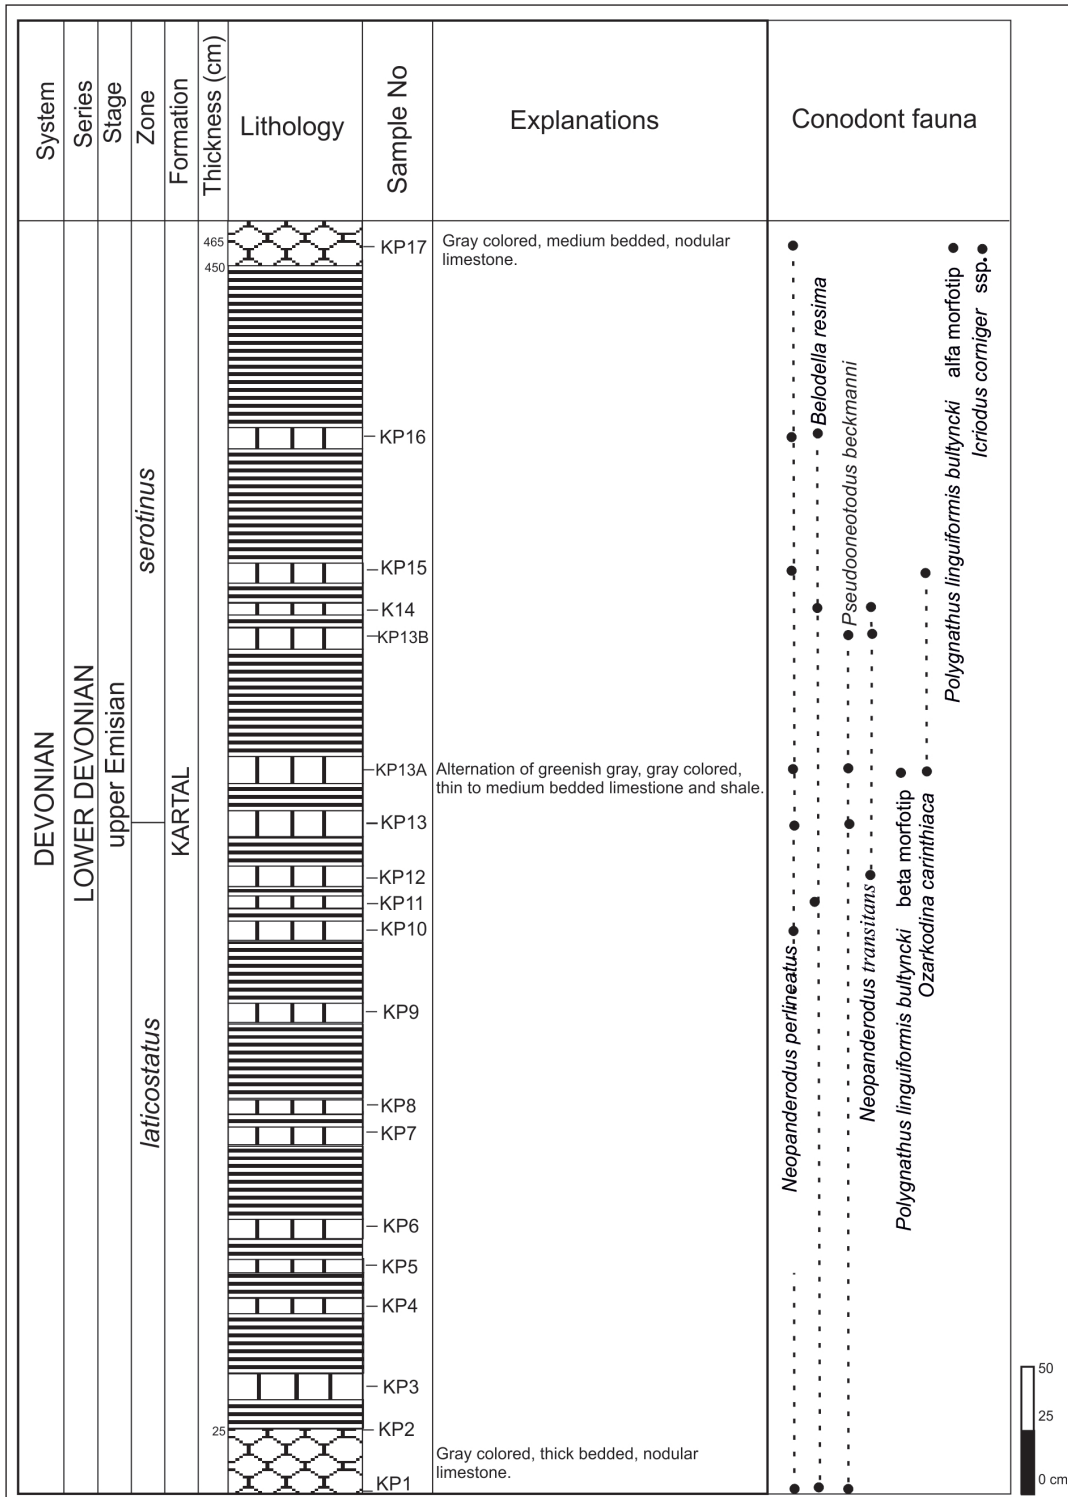 System
Series
Stage
Zone
Formation
Thickness (cm)
Lithology
Sample No
Explanations
Conodont fauna
DEVONIAN
LOWER DEVONIAN
upper Emisian
serotinus
laticostatus
KARTAL
465
450
25
KP17
KP16
KP15
K14
KP13B
KP13A
KP13
KP12
KP11
KP10
KP9
KP8
KP7
KP6
KP5
KP4
KP3
KP2
KP1
Gray colored, medium bedded, nodular
limestone.
Alternation of greenish gray, gray colored,
thin to medium bedded limestione and shale.
Gray colored, thick bedded, nodular
limestone.
Neopanderodus perlineatus
Belodella resima
Pseudooneotodus beckmanni
Neopanderodus transitans
Polygnathus linguiformis bultyncki beta morfotip
Ozarkodina carinthiaca
Polygnathus linguiformis bultyncki alfa morfotip
Icriodus corniger ssp.
50
25
0 cm